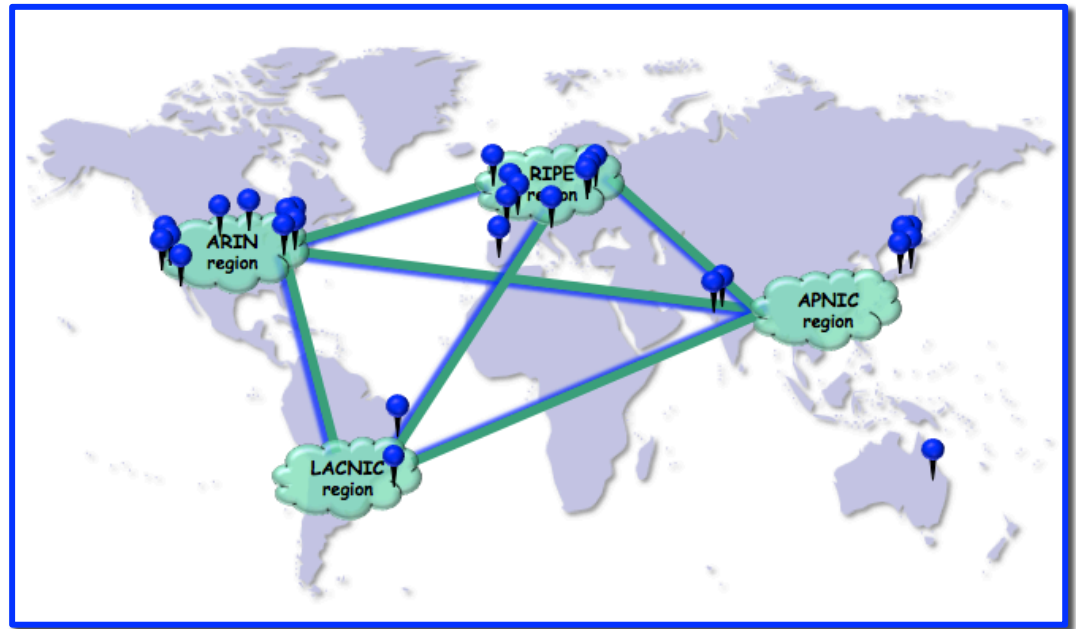 RIPE
region
ARIN
region
APNIC
region
LACNIC
region